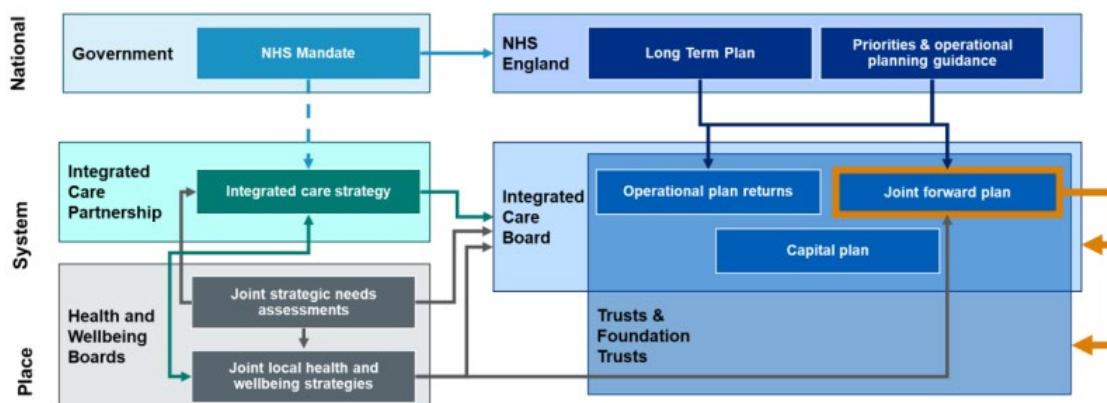 National
Government
NHS Mandate
NHS
England
Long Term Plan
Priorities & operational
planning guidance
System
Integrated
Care
Partnership
Integrated care strategy
Integrated
Care
Board
Operational plan returns
Joint forward plan
Capital plan
Place
Health and
Wellbeing
Boards
Joint strategic needs
assessments
Joint local health and
wellbeing strategies
Trusts &
Foundation
Trusts